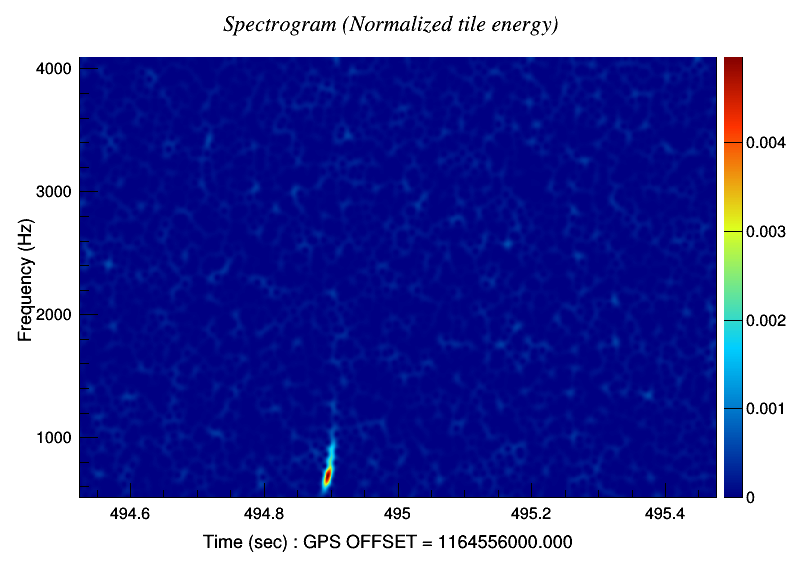 Spectrogram (Normalized tile energy)
4000
3000
2000
1000
Frequency (Hz)
0.004
0.003
0.002
0.001
0
494.6 494.8 495 495.2 495.4
Time (sec) : GPS OFFSET = 1164556000.000